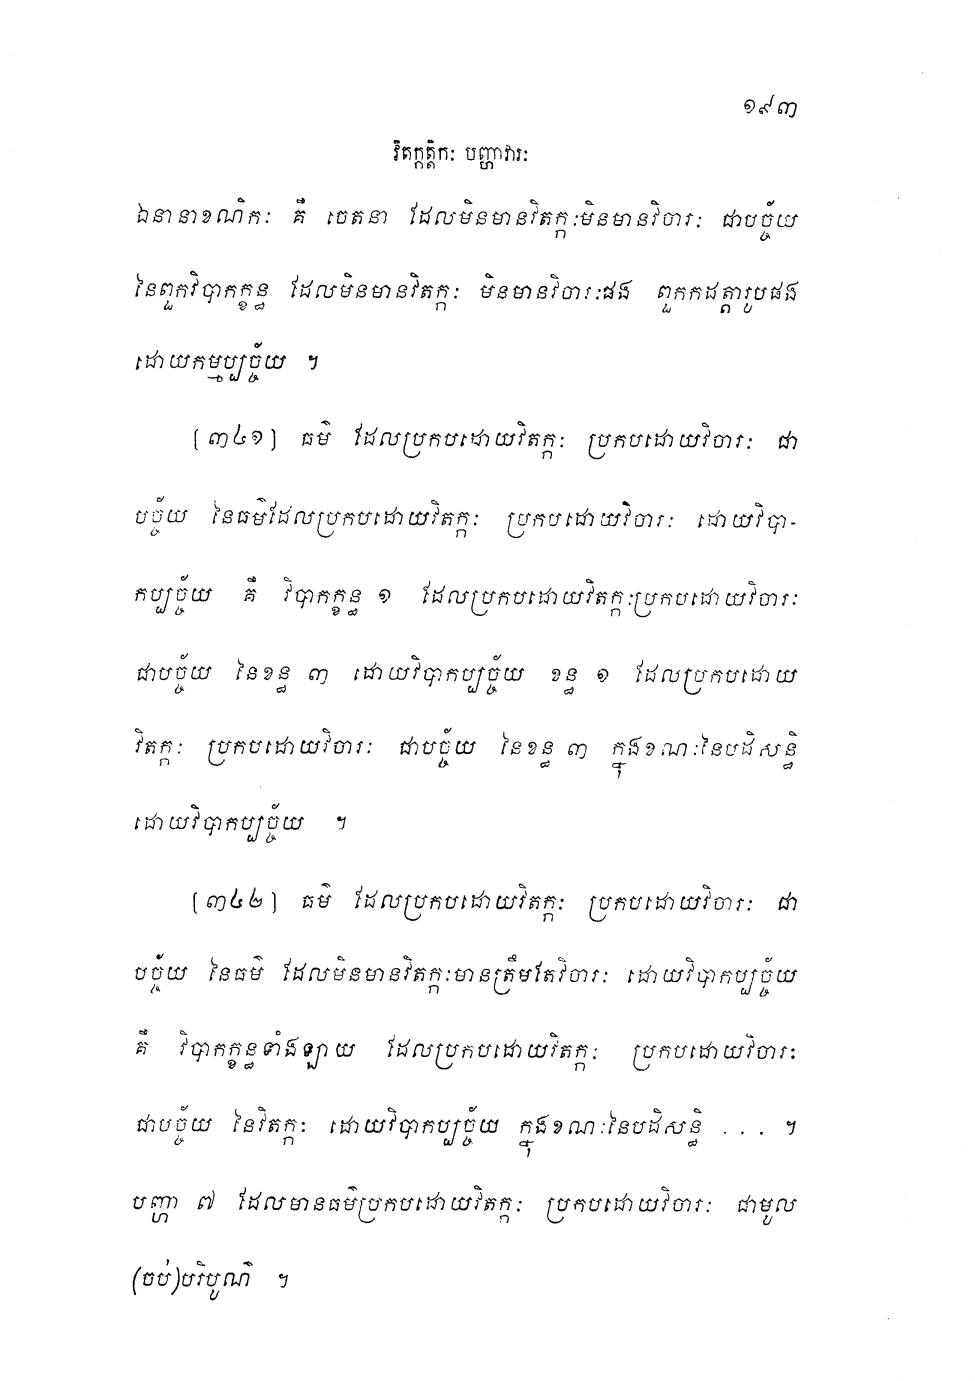 ១៩៣
វិតក្កត្តិកៈ បញ្ហាវារៈ
ឯនានាខណិកៈ គឺ ចេតនា ដែលមិនមានវិតក្កៈមិនមានវិចារៈ ជាបច្ច័យ
នៃពួកវិបាកក្ខន្ធ ដែលមិនមានវិតក្កៈ មិនមានវិចារៈផង ពួកកដត្តារូបផង
ដោយកម្មប្បច្ច័យ ។
(៣៤១) ធម៌ ដែលប្រកបដោយវិតក្កៈ ប្រកបដោយវិចារៈ ជា
បច្ច័យ នៃធម៌ដែលប្រកបដោយវិតក្កៈ ប្រកបដោយវិចារៈ ដោយវិបា-
កប្បច្ច័យ គឺ វិបាកក្ខន្ធ ១ ដែលប្រកបដោយវិតក្កៈប្រកបដោយវិចារៈ
ជាបច្ច័យ នៃខន្ធ ៣ ដោយវិបាកប្បច្ច័យ ខន្ធ ១ ដែលប្រកបដោយ
វិតក្កៈ ប្រកបដោយវិចារៈ ជាបច្ច័យ នៃខន្ធ ៣ ក្នុងខណៈនៃបដិសន្ធិ
ដោយវិបាកប្បច្ច័យ ។
(៣៤២) ធម៌ ដែលប្រកបដោយវិតក្កៈ ប្រកបដោយវិចារៈ ជា
បច្ច័យ នៃធម៌ ដែលមិនមានវិតក្កៈមានត្រឹមតែវិចារៈ ដោយវិបាកប្បច្ច័យ
គឺ វិបាកក្ខន្ធទាំងឡាយ ដែលប្រកបដោយវិតក្កៈ ប្រកបដោយវិចារៈ
ជាបច្ច័យ នៃវិតក្កៈ ដោយវិបាកប្បច្ច័យ ក្នុងខណៈនៃបដិសន្ធិ ... ។
បញ្ហា ៧ ដែលមានធម៌ប្រកបដោយវិតក្កៈ ប្រកបដោយវិចារៈ ជាមូល
(ចប់)បរិបូណ៌ ។